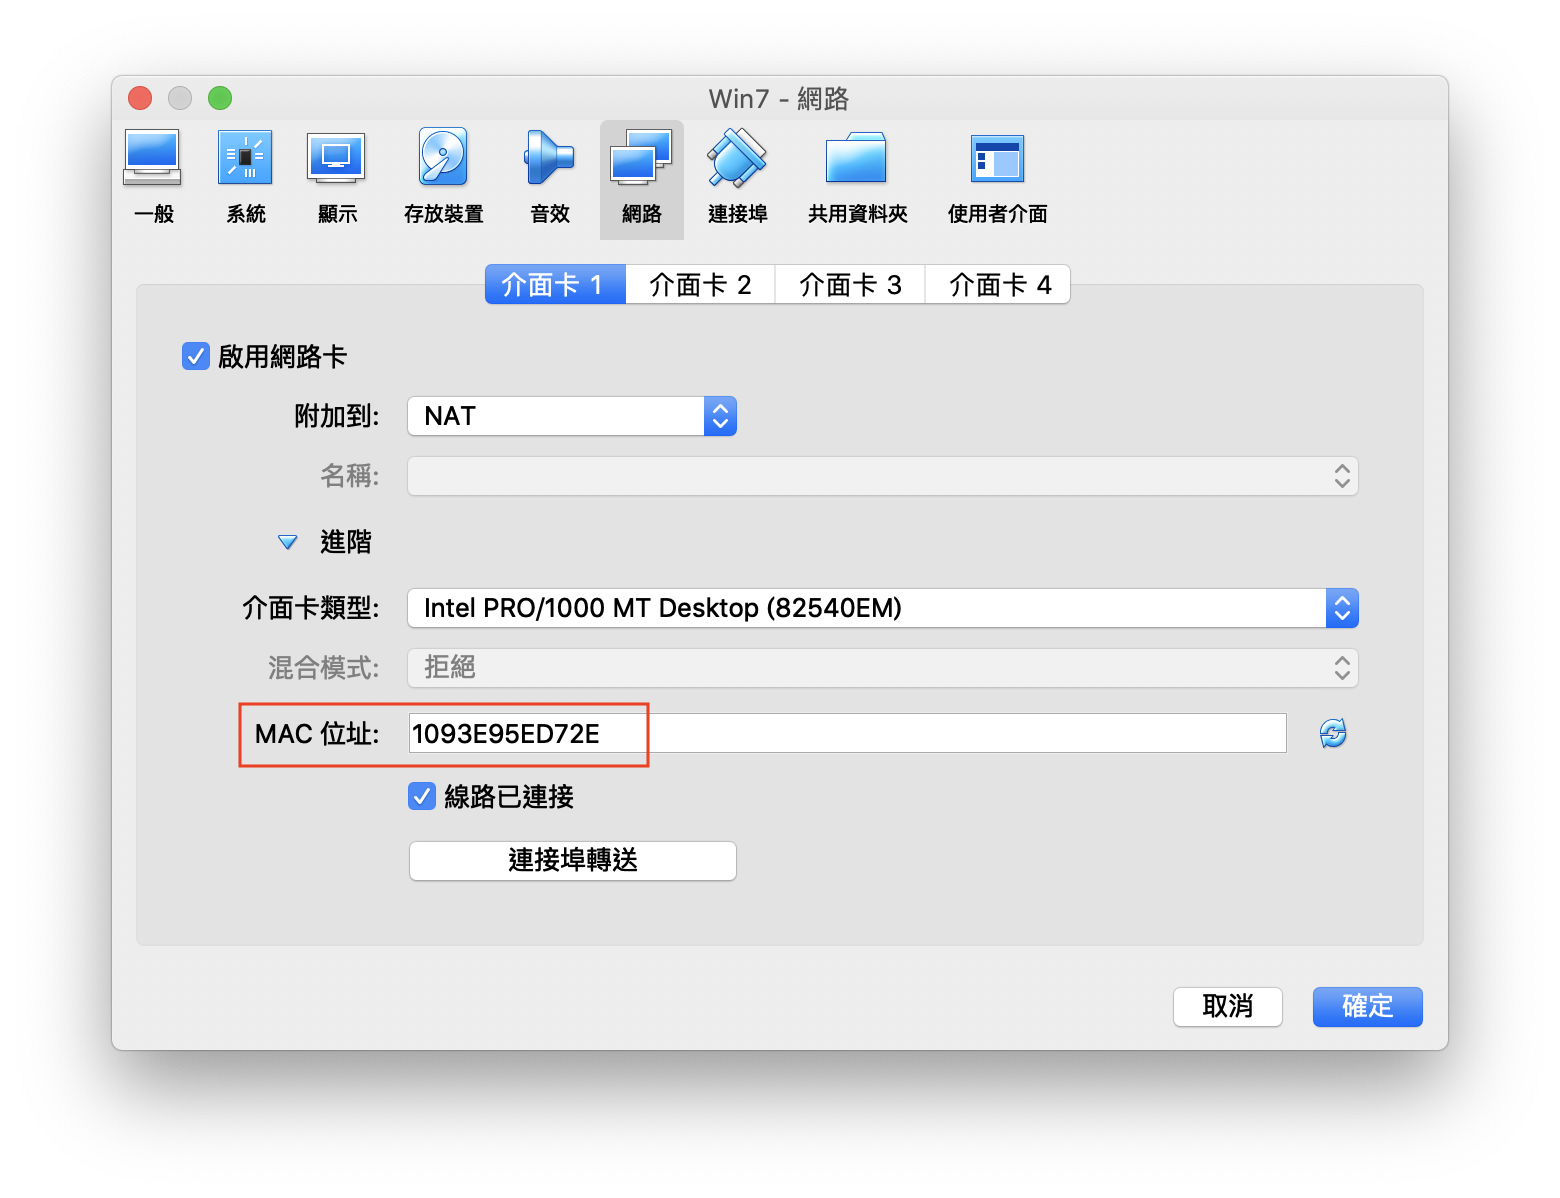 Win7 - 網路
一般
系統
顯示
存放裝置
音效
網路
連接埠
共用資料夾
使用者介面
介面卡 1
介面卡 2
介面卡 3
介面卡 4
啟用網路卡
附加到: NAT
名稱:
進階
介面卡類型: Intel PRO/1000 MT Desktop (82540EM)
混合模式: 拒絕
MAC 位址: 1093E95ED72E
線路已連接
連接埠轉送
取消
確定